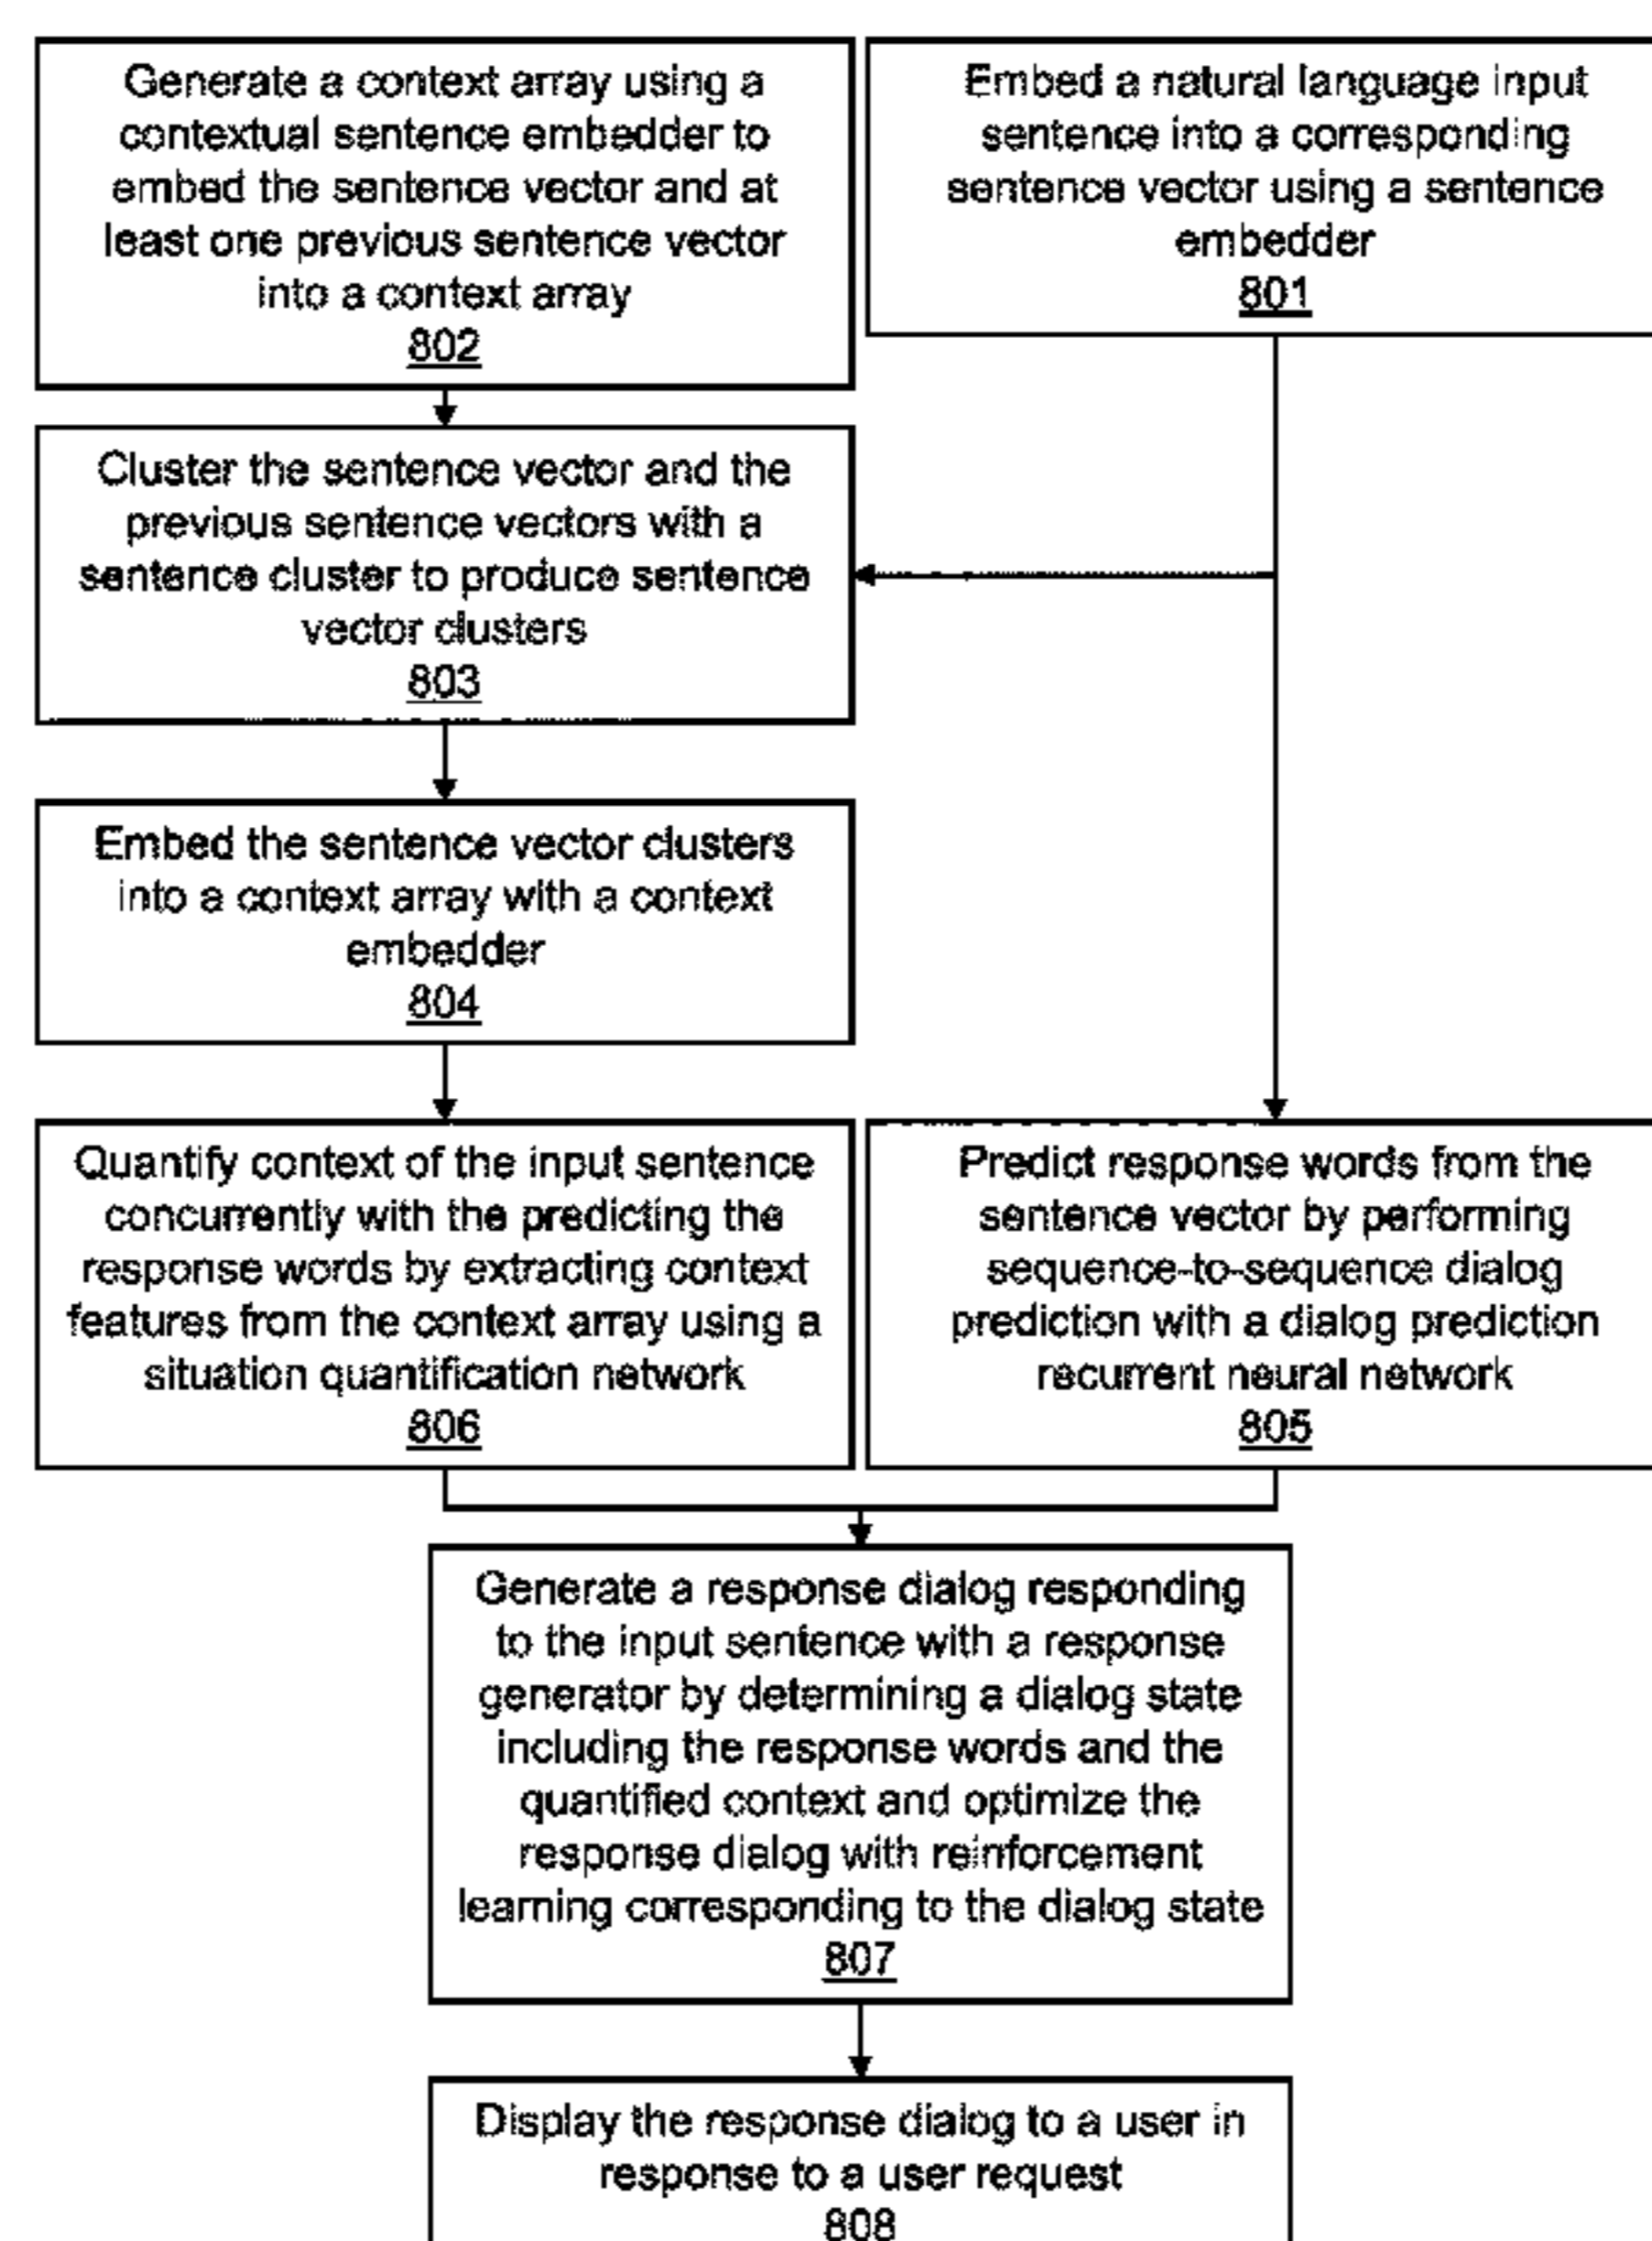 Generate a context array using a
contextual sentence embedder to
embed the sentence vector and at
least one previous sentence vector
into a context array
802
Embed a natural language input
sentence into a corresponding
sentence vector using a sentence
embedder
801
Cluster the sentence vector and the
previous sentence vectors with a
sentence cluster to produce sentence
vector clusters
803
Embed the sentence vector clusters
into a context array with a context
embedder
804
Quantify context of the input sentence
concurrently with the predicting the
response words by extracting context
features from the context array using a
situation quantification network
806
Predict response words from the
sentence vector by performing
sequence-to-sequence dialog
prediction with a dialog prediction
recurrent neural network
805
Generate a response dialog responding
to the input sentence with a response
generator by determining a dialog state
including the response words and the
quantified context and optimize the
response dialog with reinforcement
learning corresponding to the dialog state
807
Display the response dialog to a user in
response to a user request
808